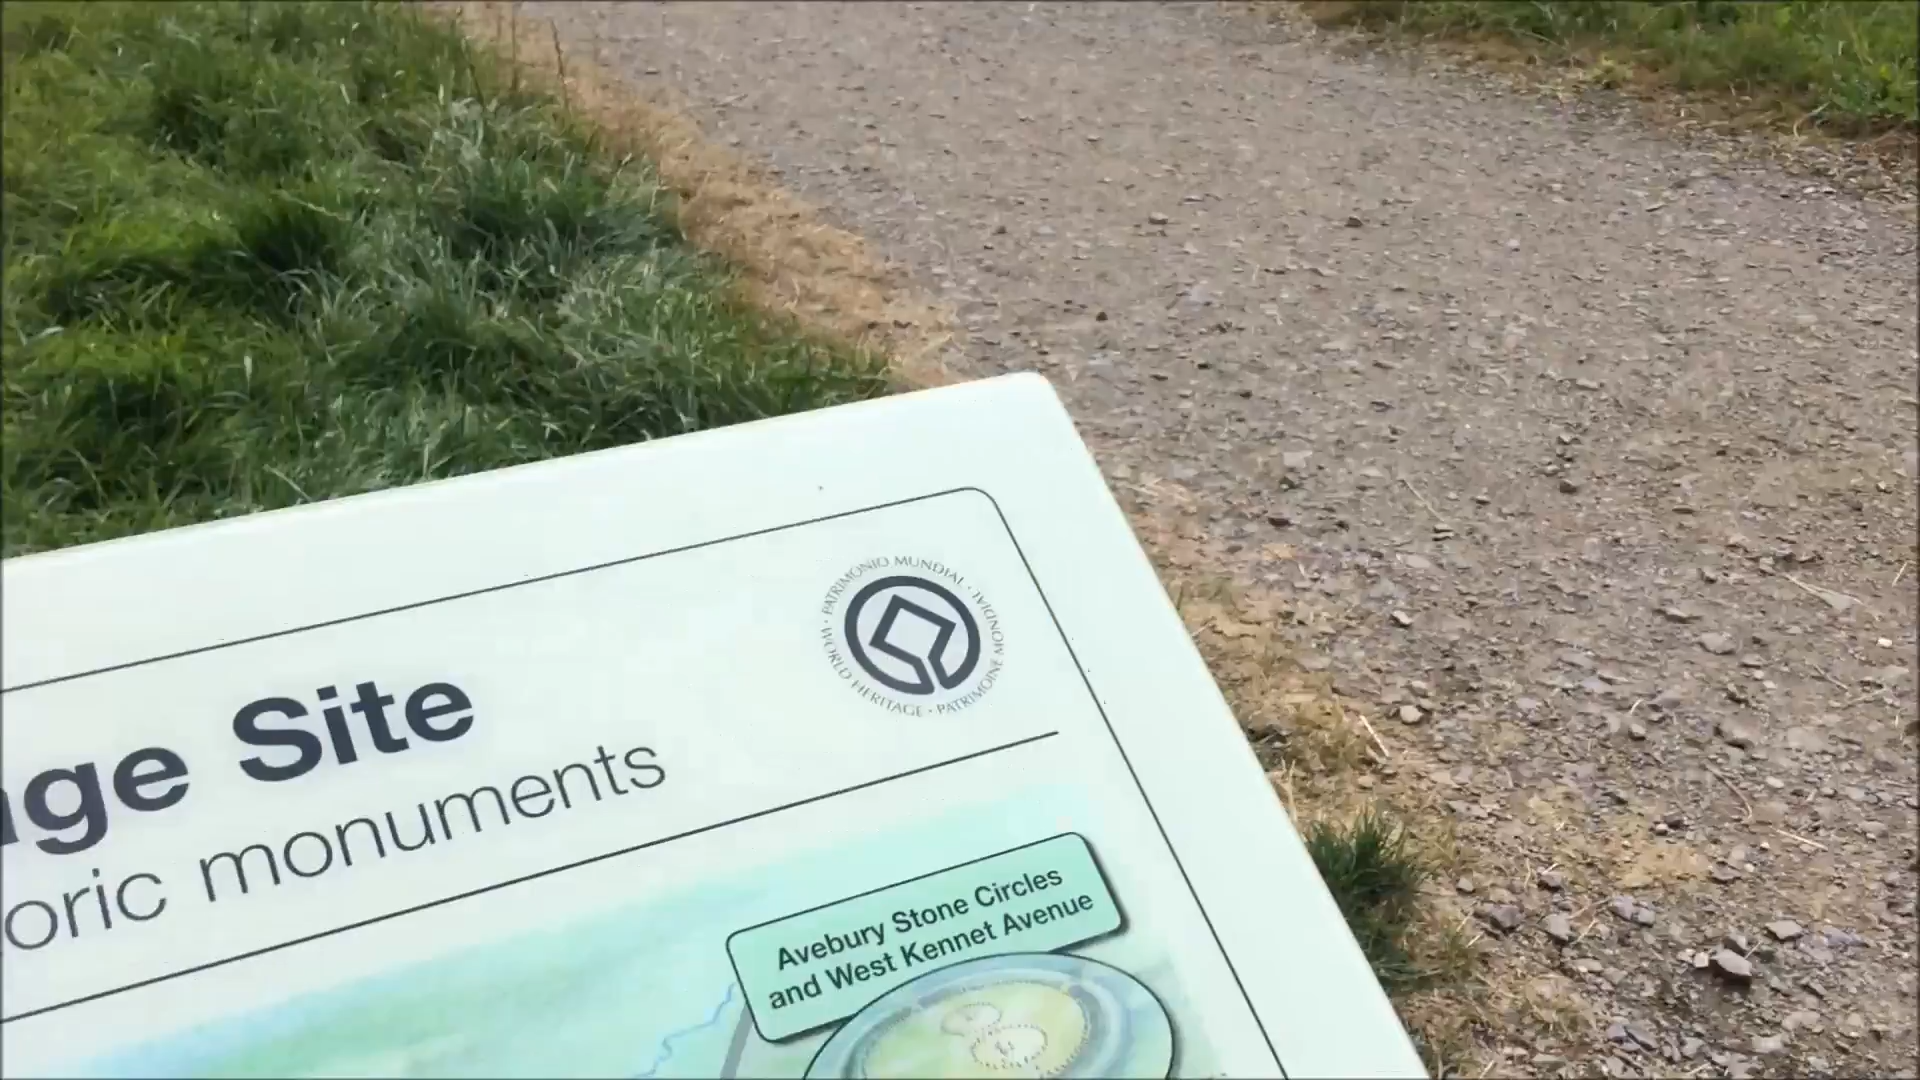 PATRIMONIO MUNDIAL • WORLD HERITAGE • PATRIMOINE MONDIAL •
age Site
oric monuments
Avebury Stone Circles
and West Kennet Avenue